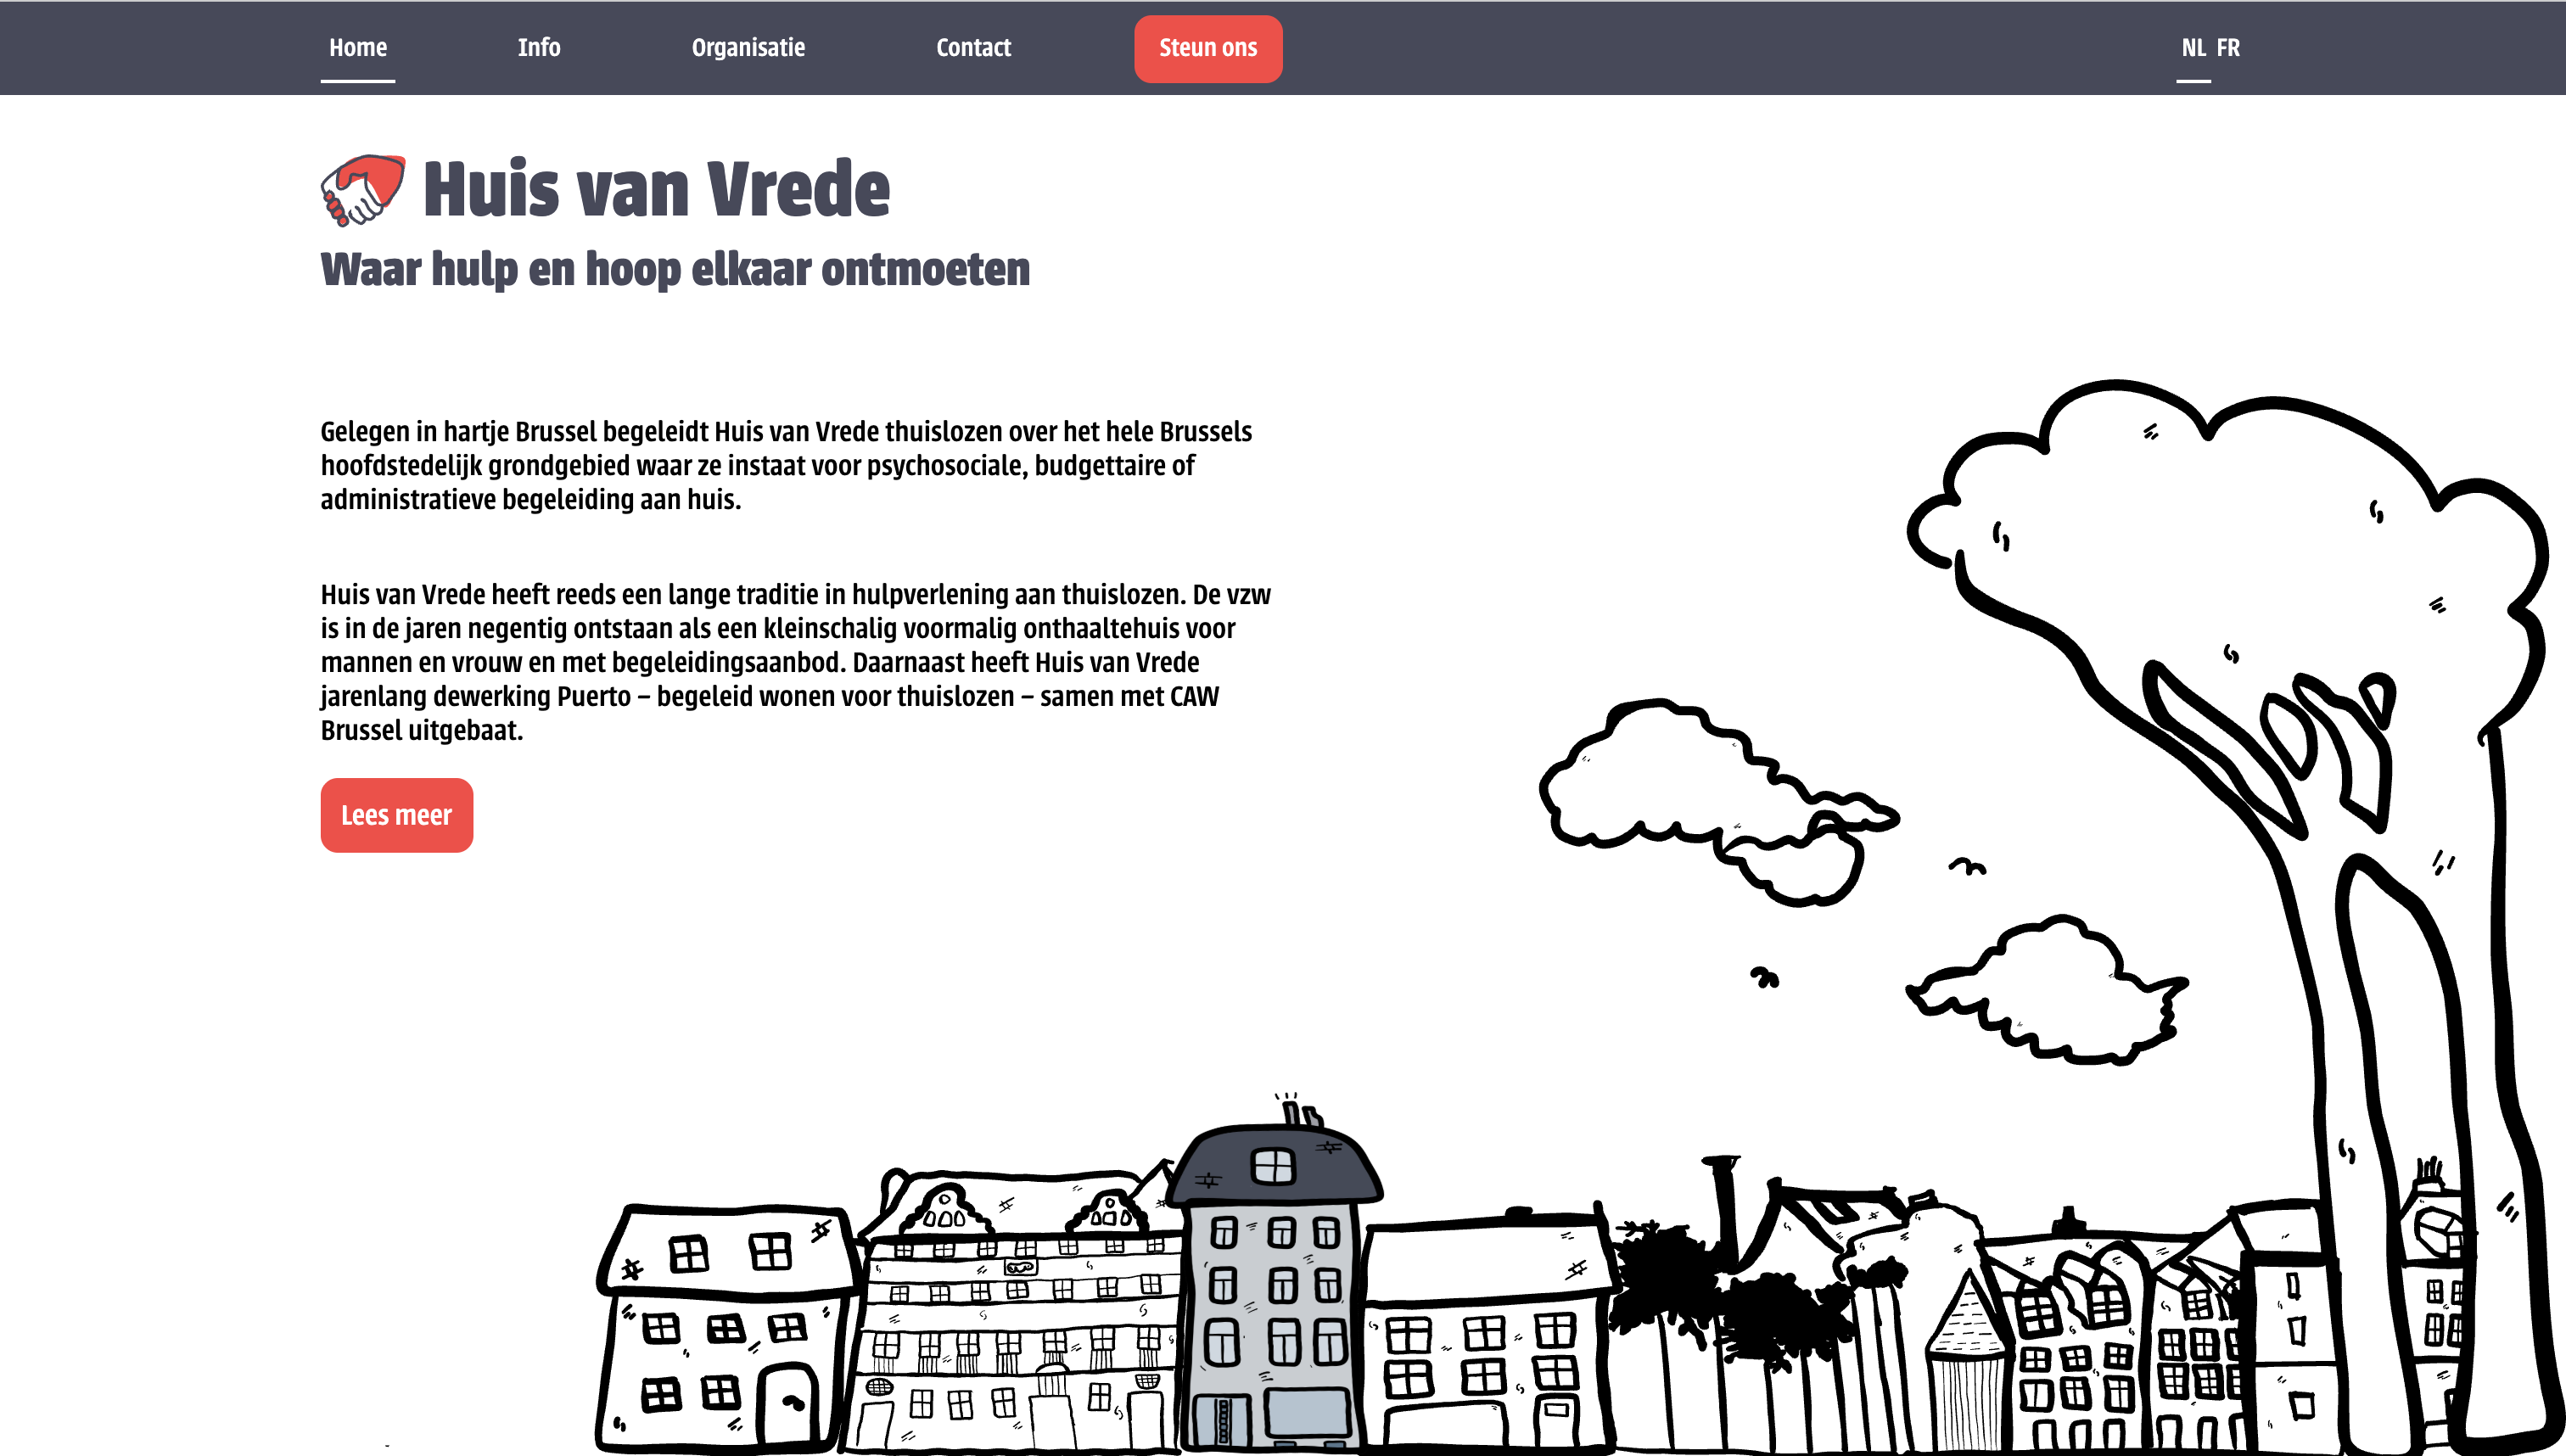 Home Info Organisatie Contact Steun ons NL FR
Huis van Vrede
Waar hulp en hoop elkaar ontmoeten
Gelegen in hartje Brussel begeleidt Huis van Vrede thuislozen over het hele Brussels
hoofdstedelijk grondgebied waar ze instaat voor psychosociale, budgettaire of
administratieve begeleiding aan huis.
Huis van Vrede heeft reeds een lange traditie in hulpverlening aan thuislozen. De vzw
is in de jaren negentig ontstaan als een kleinschalig voormalig onthaaltehuis voor
mannen en vrouw en met begeleidingsaanbod. Daarnaast heeft Huis van Vrede
jarenlang dewerking Puerto – begeleid wonen voor thuislozen – samen met CAW
Brussel uitgebaat.
Lees meer